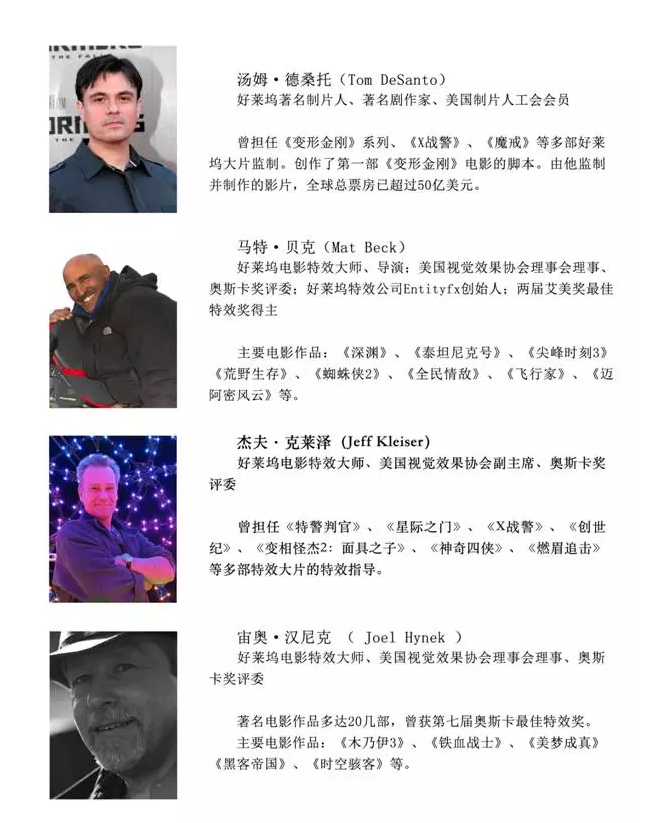 ORMERS
THE FALL
ORMERS
THE FAL
汤姆·德桑托（Tom DeSanto）
好莱坞著名制片人、著名剧作家、美国制片人工会会员
曾担任《变形金刚》系列、《X战警》、《魔戒》等多部好莱
坞大片监制。创作了第一部《变形金刚》电影的脚本。由他监制
并制作的影片，全球总票房已超过50亿美元。
马特·贝克（Mat Beck）
好莱坞电影特效大师、导演；美国视觉效果协会理事会理事、
奥斯卡奖评委；好莱坞特效公司Entityfx创始人；两届艾美奖最佳
特效奖得主
主要电影作品：《深渊》、《泰坦尼克号》、《尖峰时刻3》
《荒野生存》、《蜘蛛侠2》、《全民情敌》、《飞行家》、《迈
阿密风云》等。
杰夫·克莱泽（Jeff Kleiser）
好莱坞电影特效大师、美国视觉效果协会副主席、奥斯卡奖
评委
曾担任《特警判官》、《星际之门》、《X战警》、《创世
纪》、《变相怪杰2：面具之子》、《神奇四侠》、《燃眉追击》
等多部特效大片的特效指导。
宙奥·汉尼克 （ Joel Hynek ）
好莱坞电影特效大师、美国视觉效果协会理事会理事、奥斯
卡奖评委
著名电影作品多达20几部，曾获第七届奥斯卡最佳特效奖。
主要电影作品：《木乃伊3》、《铁血战士》、《美梦成真》
《黑客帝国》、《时空骇客》等。